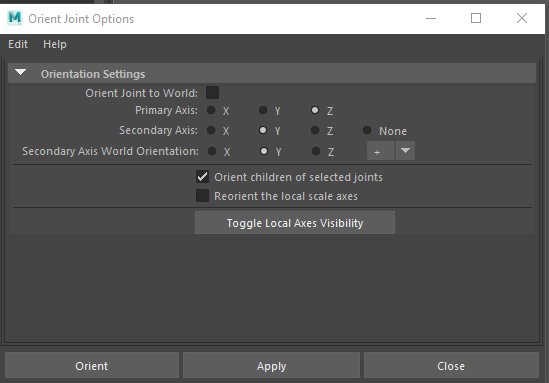 M Orient Joint Options
Edit Help
Orientation Settings
Orient Joint to World:
Primary Axis: X Y Z
Secondary Axis: X Y Z None
Secondary Axis World Orientation: X Y Z +
Orient children of selected joints
Reorient the local scale axes
Toggle Local Axes Visibility
Orient Apply Close